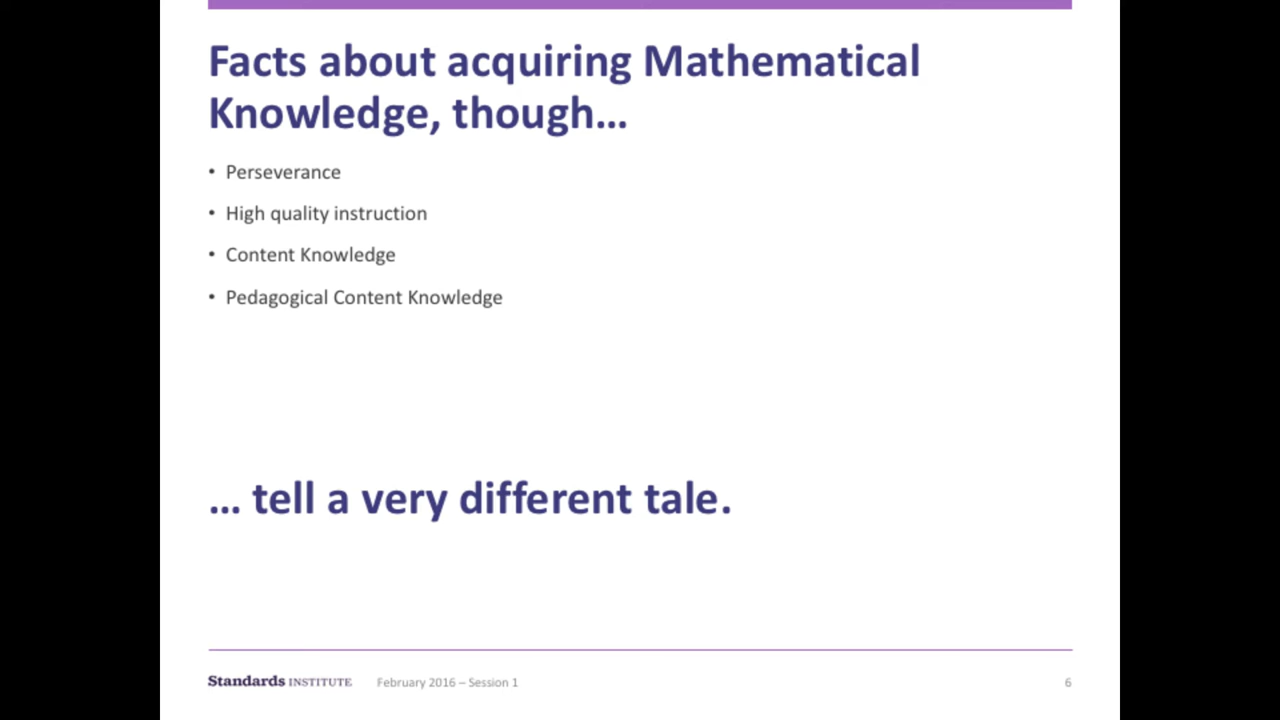 Facts about acquiring Mathematical
Knowledge, though…
• Perseverance
• High quality instruction
• Content Knowledge
• Pedagogical Content Knowledge
… tell a very different tale.
Standards INSTITUTE February 2016 – Session 1 6